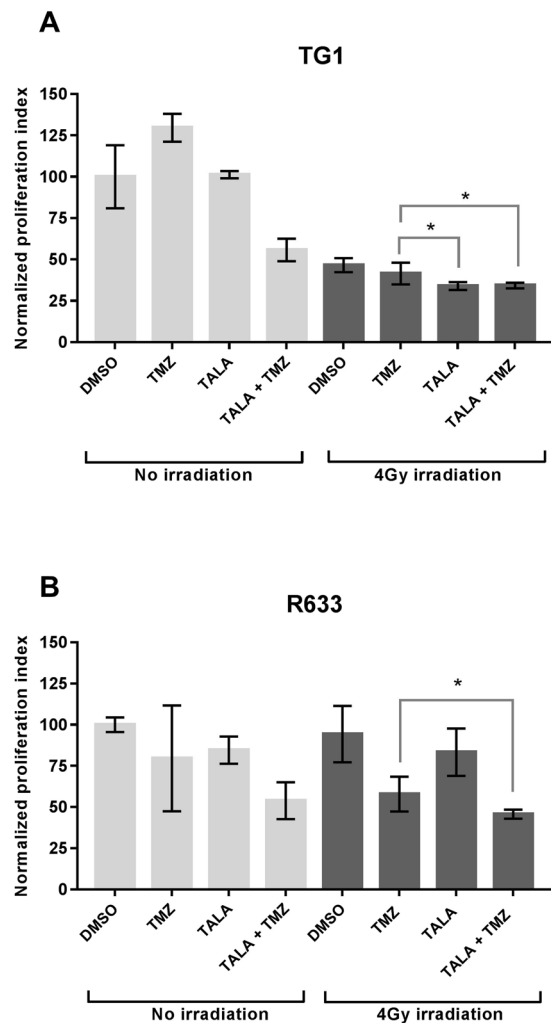 A
TG1
Normalized proliferation index
150
125
100
75
50
25
0
DMSO
TMZ
TALA
TALA + TMZ
DMSO
TMZ
TALA
TALA + TMZ
*
*
No irradiation
4Gy irradiation
B
R633
Normalized proliferation index
150
125
100
75
50
25
0
DMSO
TMZ
TALA
TALA + TMZ
DMSO
TMZ
TALA
TALA + TMZ
*
No irradiation
4Gy irradiation